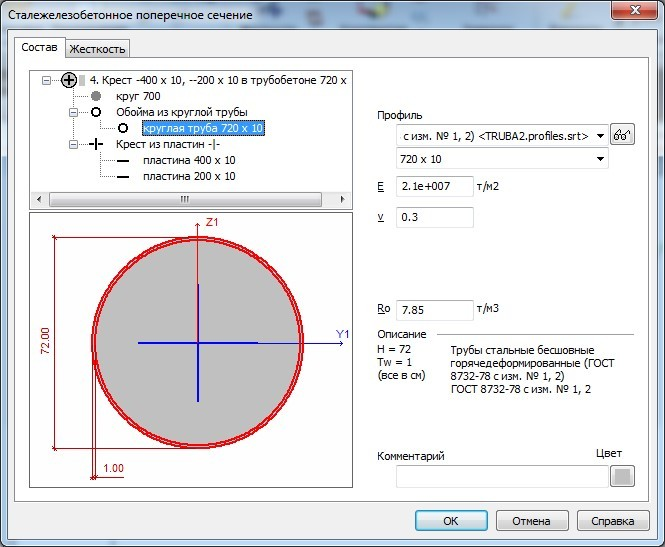 Сталежелезобетонное поперечное сечение
Состав
Жесткость
4. Крест -400 x 10, --200 x 10 в трубобетоне 720 x
круг 700
Обойма из круглой трубы
круглая труба 720 x 10
Крест из пластин -|-
пластина 400 x 10
пластина 200 x 10
Z1
Y1
72.00
1.00
Профиль
с изм. № 1, 2) <TRUBA2.profiles.srt>
720 x 10
E
2.1e+007
т/м2
ν
0.3
Ro
7.85
т/м3
Описание
H = 72
Tw = 1
(все в см)
Трубы стальные бесшовные
горячедеформированные (ГОСТ
8732-78 с изм. № 1, 2)
ГОСТ 8732-78 с изм. № 1, 2
Комментарий
Цвет
OK
Отмена
Справка